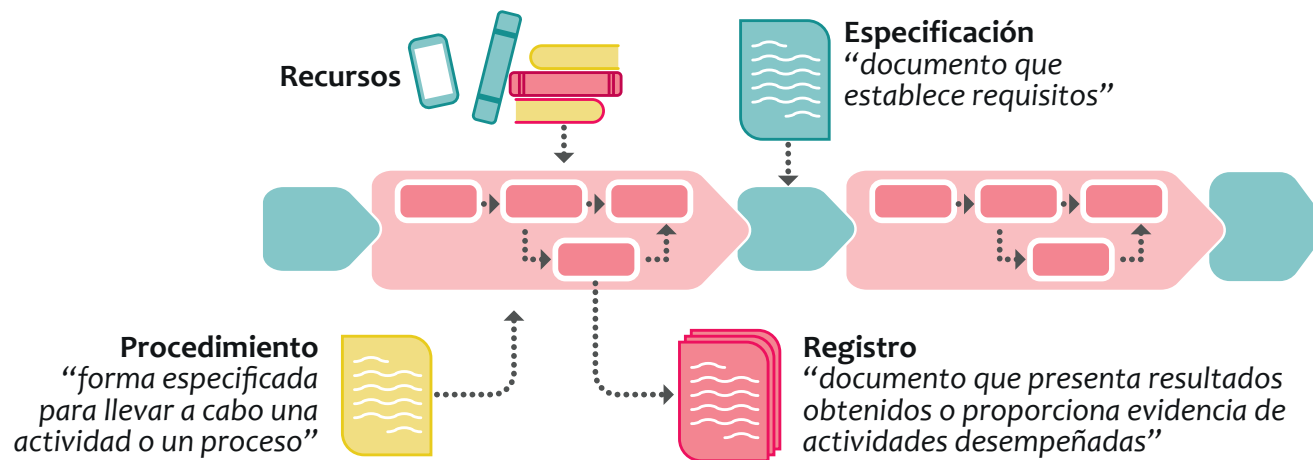 Recursos
Especificación
“documento que
establece requisitos”
Procedimiento
“forma especificada
para llevar a cabo una
actividad o un proceso”
Registro
“documento que presenta resultados
obtenidos o proporciona evidencia de
actividades desempeñadas”